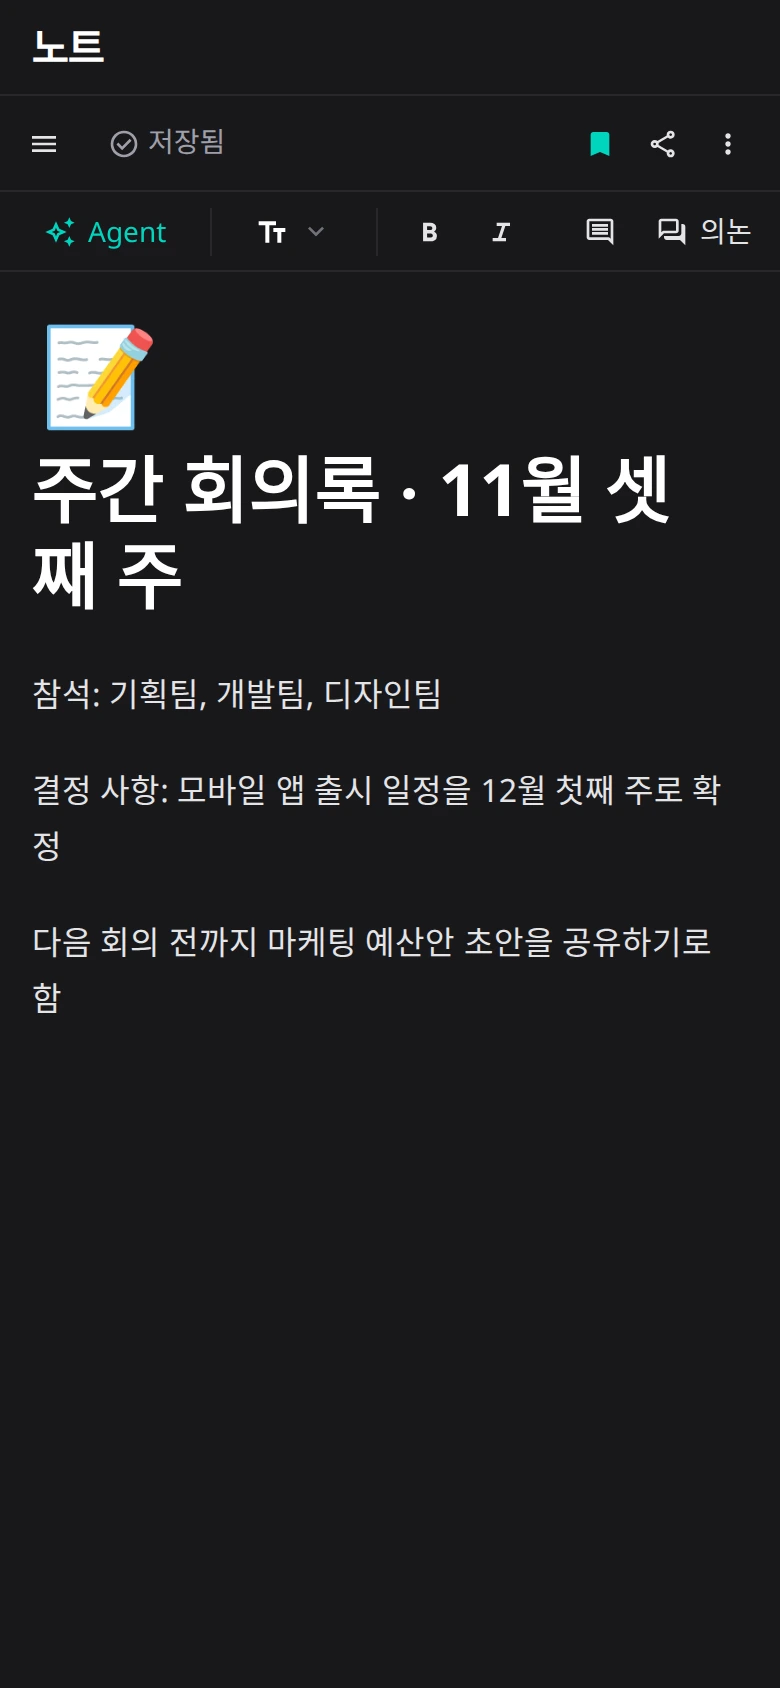 노트
저장됨
Agent
의논
주간 회의록 · 11월 셋
째 주
참석: 기획팀, 개발팀, 디자인팀
결정 사항: 모바일 앱 출시 일정을 12월 첫째 주로 확
정
다음 회의 전까지 마케팅 예산안 초안을 공유하기로
함